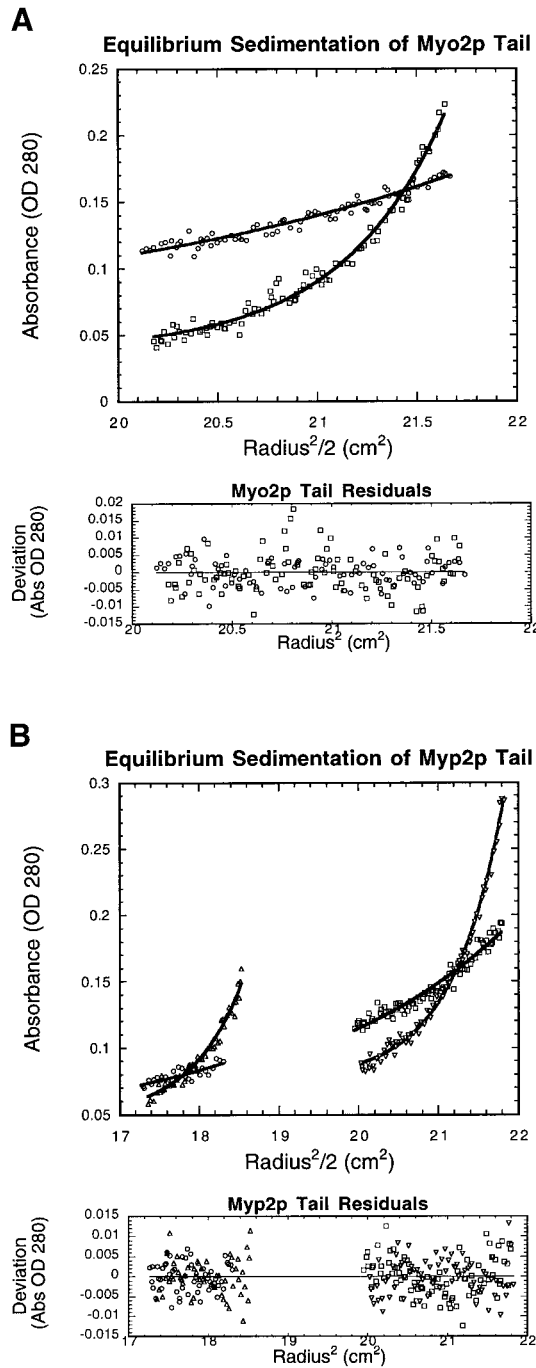 A
Equilibrium Sedimentation of Myo2p Tail
Absorbance (OD 280)
0.25
0.2
0.15
0.1
0.05
0
20 20.5 21 21.5 22
Radius²/2 (cm²)
Myo2p Tail Residuals
Deviation
(Abs OD 280)
0.02
0.015
0.01
0.005
0
-0.005
-0.01
-0.015
20 20.5 21 21.5 22
Radius² (cm²)
B
Equilibrium Sedimentation of Myp2p Tail
Absorbance (OD 280)
0.3
0.25
0.2
0.15
0.1
0.05
17 18 19 20 21 22
Radius²/2 (cm²)
Myp2p Tail Residuals
Deviation
(Abs OD 280)
0.015
0.01
0.005
0
-0.005
-0.01
-0.015
17 18 19 20 21 22
Radius² (cm²)